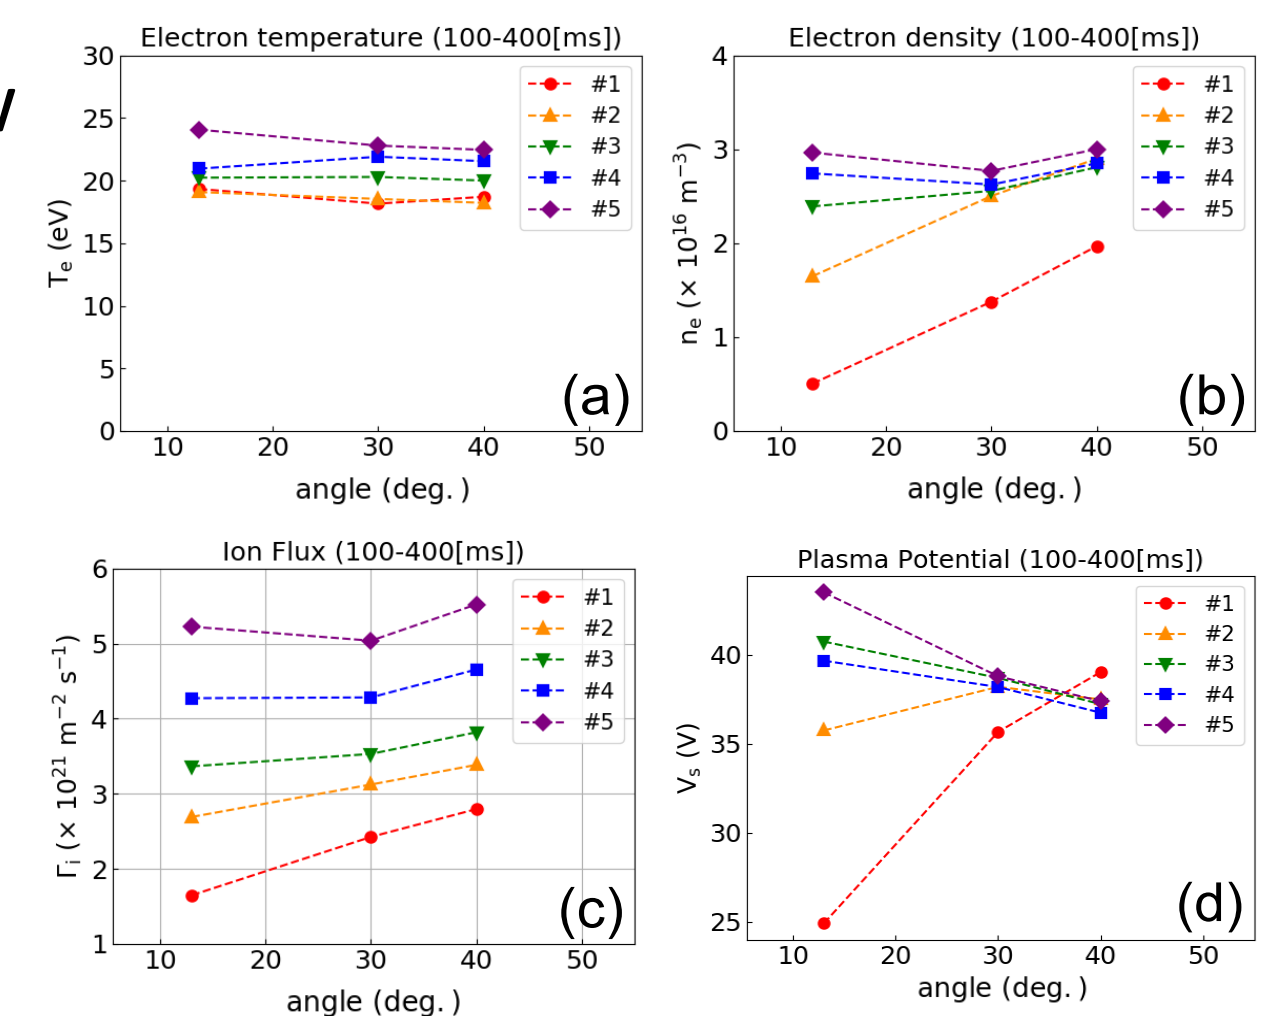 Electron temperature (100-400[ms])
30
25
20
15
10
5
0
Te (eV)
#1
#2
#3
#4
#5
(a)
10 20 30 40 50
angle (deg.)
Electron density (100-400[ms])
4
3
2
1
0
ne (× 10^16 m^−3)
#1
#2
#3
#4
#5
(b)
10 20 30 40 50
angle (deg.)
Ion Flux (100-400[ms])
6
5
4
3
2
1
Γi (× 10^21 m^−2 s^−1)
#1
#2
#3
#4
#5
(c)
10 20 30 40 50
angle (deg.)
Plasma Potential (100-400[ms])
40
35
30
25
Vs (V)
#1
#2
#3
#4
#5
(d)
10 20 30 40 50
angle (deg.)